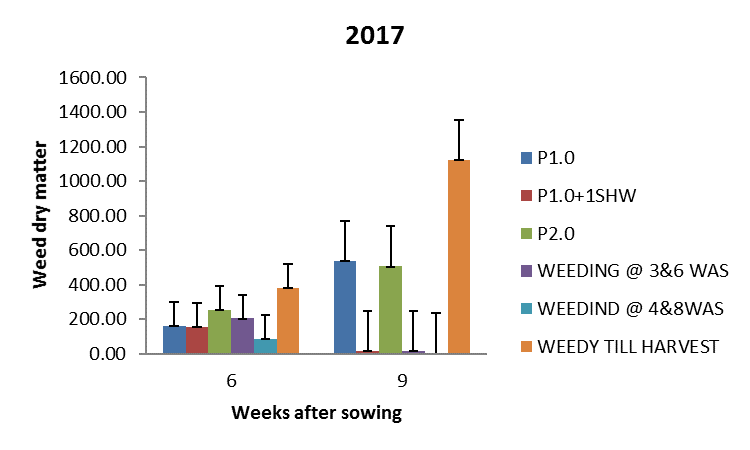 2017
1600.00
1400.00
1200.00
1000.00
800.00
600.00
400.00
200.00
0.00
Weed dry matter
6
9
Weeks after sowing
P1.0
P1.0+1SHW
P2.0
WEEDING @ 3&6 WAS
WEEDIND @ 4&8WAS
WEEDY TILL HARVEST